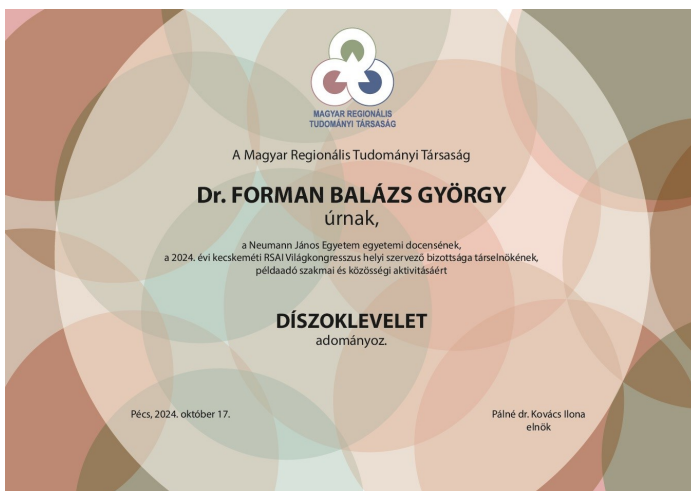 MAGYAR REGIONÁLIS
TUDOMÁNYI TÁRSASÁG
A Magyar Regionális Tudományi Társaság
Dr. FORMAN BALÁZS GYÖRGY
úrnak,
a Neumann János Egyetem egyetemi docensének,
a 2024. évi kecskeméti RSAI Világkongresszus helyi szervező bizottsága társelnökének,
példaadó szakmai és közösségi aktivitásáért
DÍSZOKLEVELET
adományoz.
Pécs, 2024. október 17.
Pálné dr. Kovács Ilona
elnök